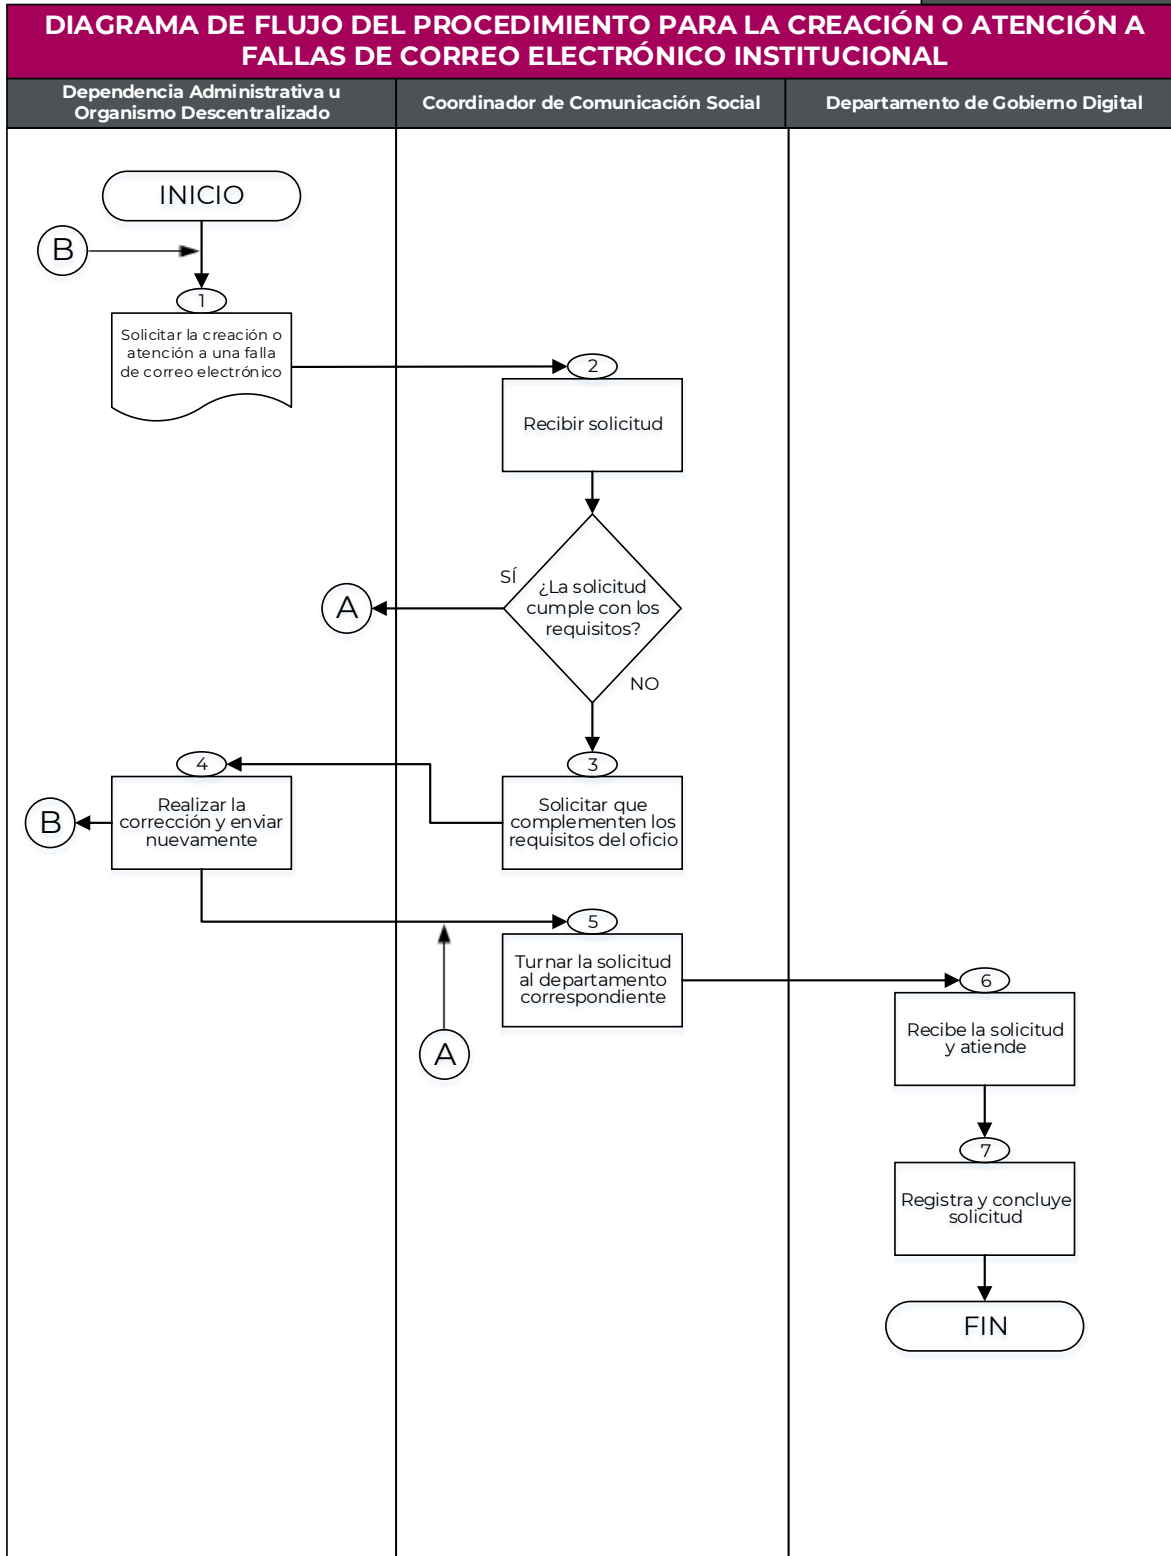 DIAGRAMA DE FLUJO DEL PROCEDIMIENTO PARA LA CREACIÓN O ATENCIÓN A
FALLAS DE CORREO ELECTRÓNICO INSTITUCIONAL
Dependencia Administrativa u
Organismo Descentralizado
Coordinador de Comunicación Social
Departamento de Gobierno Digital
INICIO
B
1
Solicitar la creación o
atención a una falla
de correo electrónico
2
Recibir solicitud
SÍ
¿La solicitud
cumple con los
requisitos?
A
NO
4
3
Realizar la
corrección y enviar
nuevamente
B
Solicitar que
complementen los
requisitos del oficio
5
Turnar la solicitud
al departamento
correspondiente
A
6
Recibe la solicitud
y atiende
7
Registra y concluye
solicitud
FIN